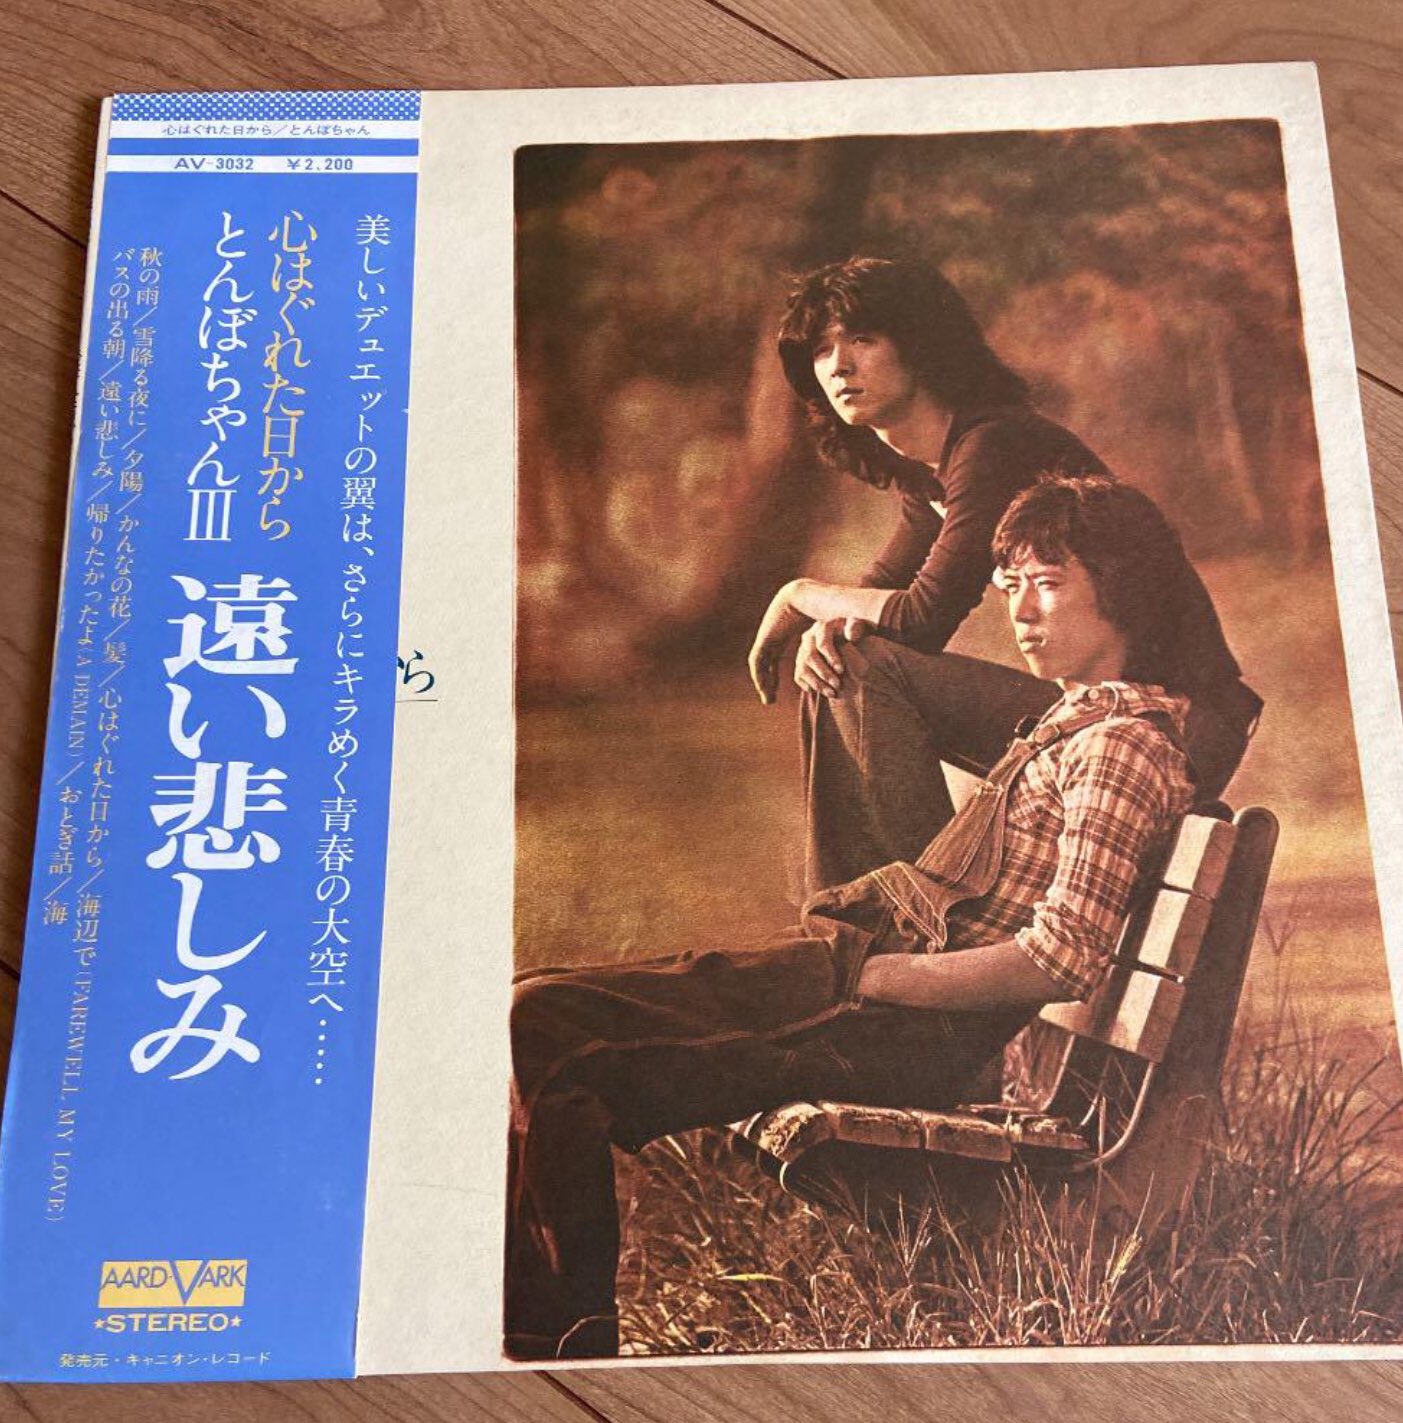 心はぐれた日から／とんぼちゃん
AV-3032 ￥2,200
美しいデュエットの翼は、さらにキラめく青春の大空へ……
心はぐれた日から
とんぼちゃんⅢ
遠い悲しみ
秋の雨／雪降る夜に／夕陽／かんなの花／髪／心はぐれた日から／海辺で（FAREWELL MY LOVE）
バスの出る朝／遠い悲しみ／帰りたかったよ（A DEMAIN）／おとぎ話／海
AARD-VARK
★STEREO★
発売元・キャニオン・レコード
から